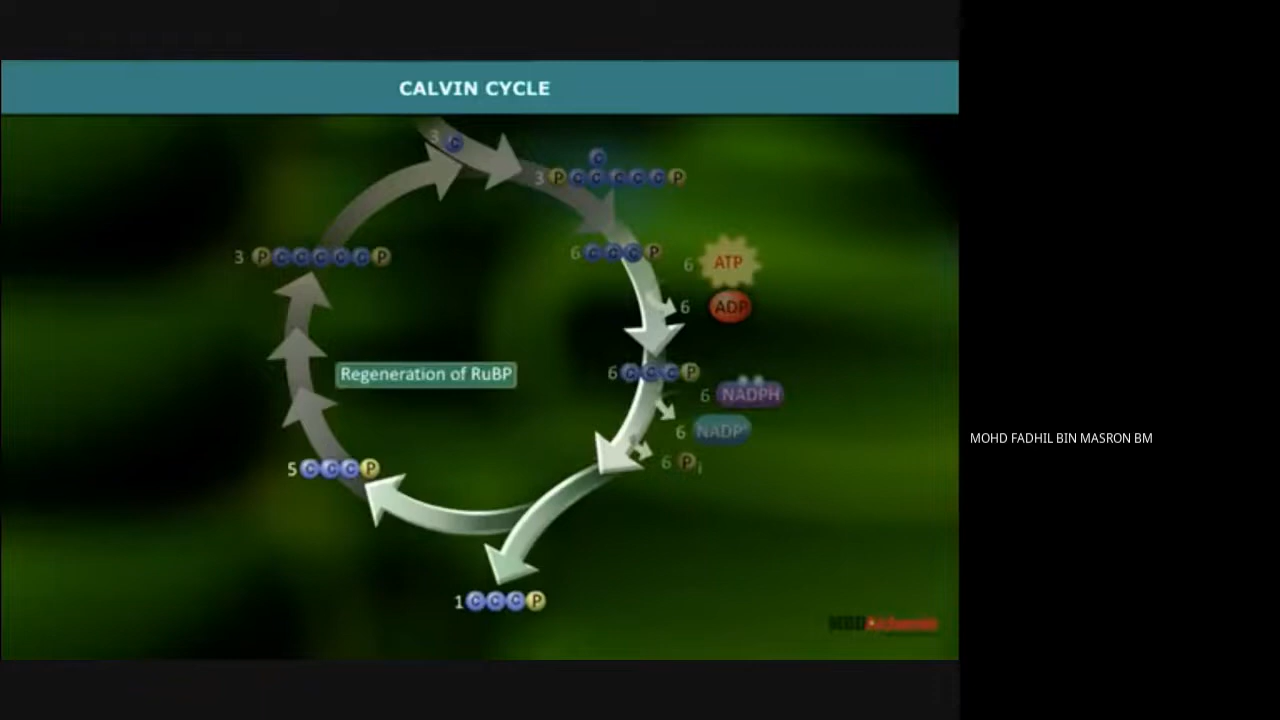 CALVIN CYCLE
3 C
C
3 P C C C C C P
6 C C C P
6 ATP
6 ADP
3 P C C C C C P
6 C C C P
Regeneration of RuBP
6 NADPH
6 NADP⁺
6 P i
5 C C C P
1 C C C P
MOHD FADHIL BIN MASRON BM